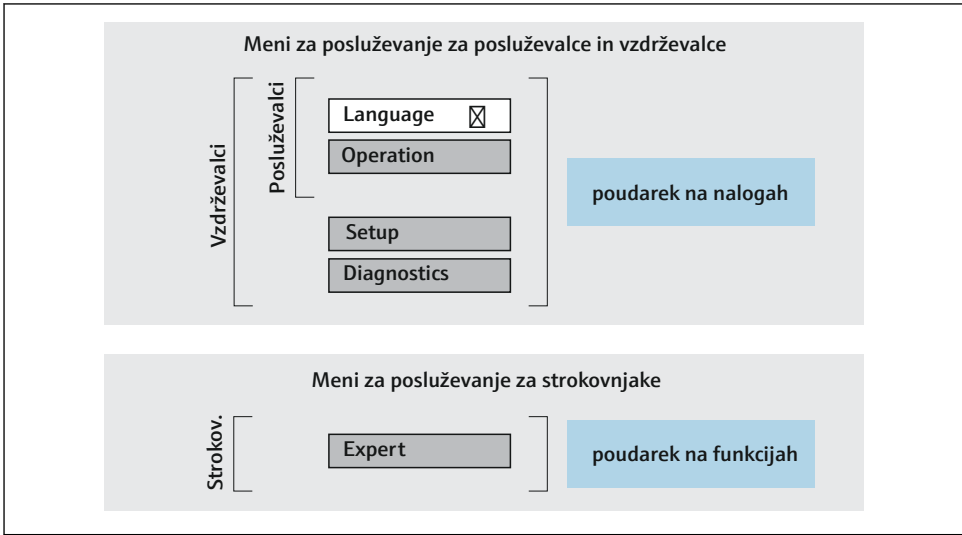 Meni za posluževanje za posluževalce in vzdrževalce
Vzdrževalci
Posluževalci
Language
Operation
Setup
Diagnostics
poudarek na nalogah
Meni za posluževanje za strokovnjake
Strokov.
Expert
poudarek na funkcijah